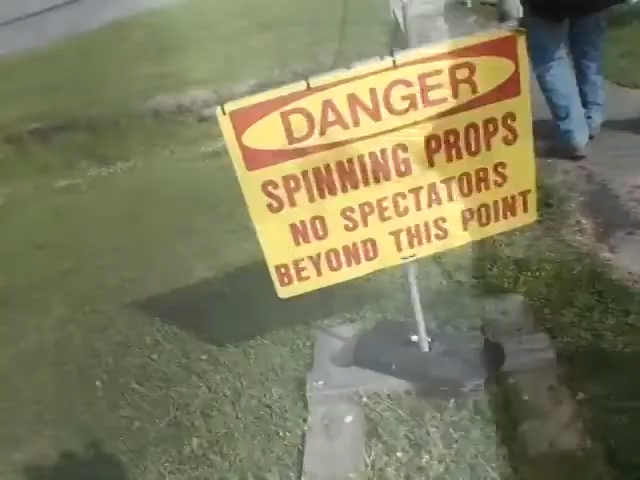 DANGER
SPINNING PROPS
NO SPECTATORS
BEYOND THIS POINT